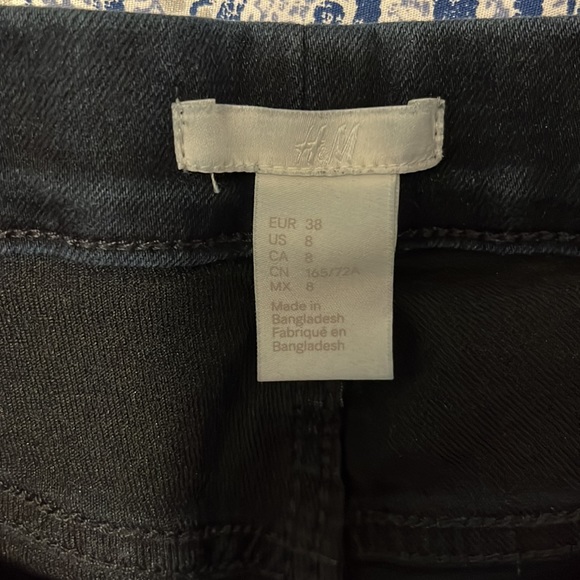 H&M
EUR 38
US 8
CA 8
CN 165/72A
MX 8
Made in
Bangladesh
Fabriqué en
Bangladesh